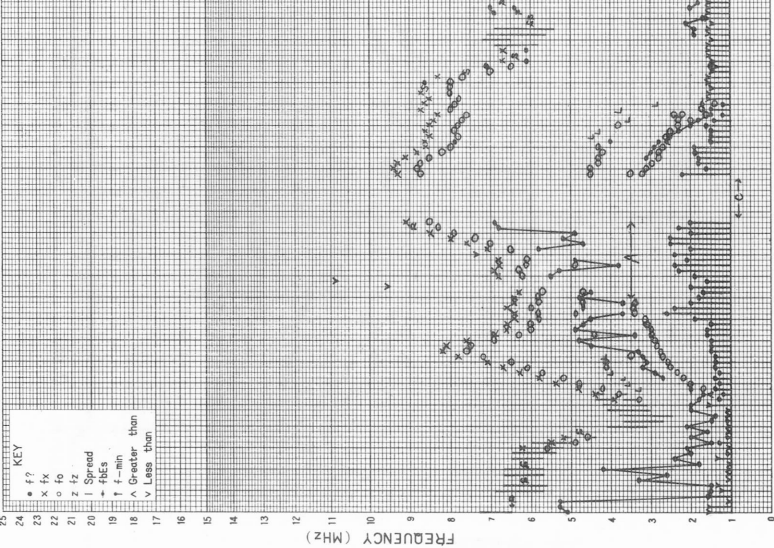 25
24
23
22
21
20
19
18
17
16
15
14
13
12
11
10
9
8
7
6
5
4
3
2
1
0
FREQUENCY (MHz)
KEY
• f?
x fx
o fo
z fz
| Spread
fbEs
f-min
∧ Greater than
∨ Less than
A
C